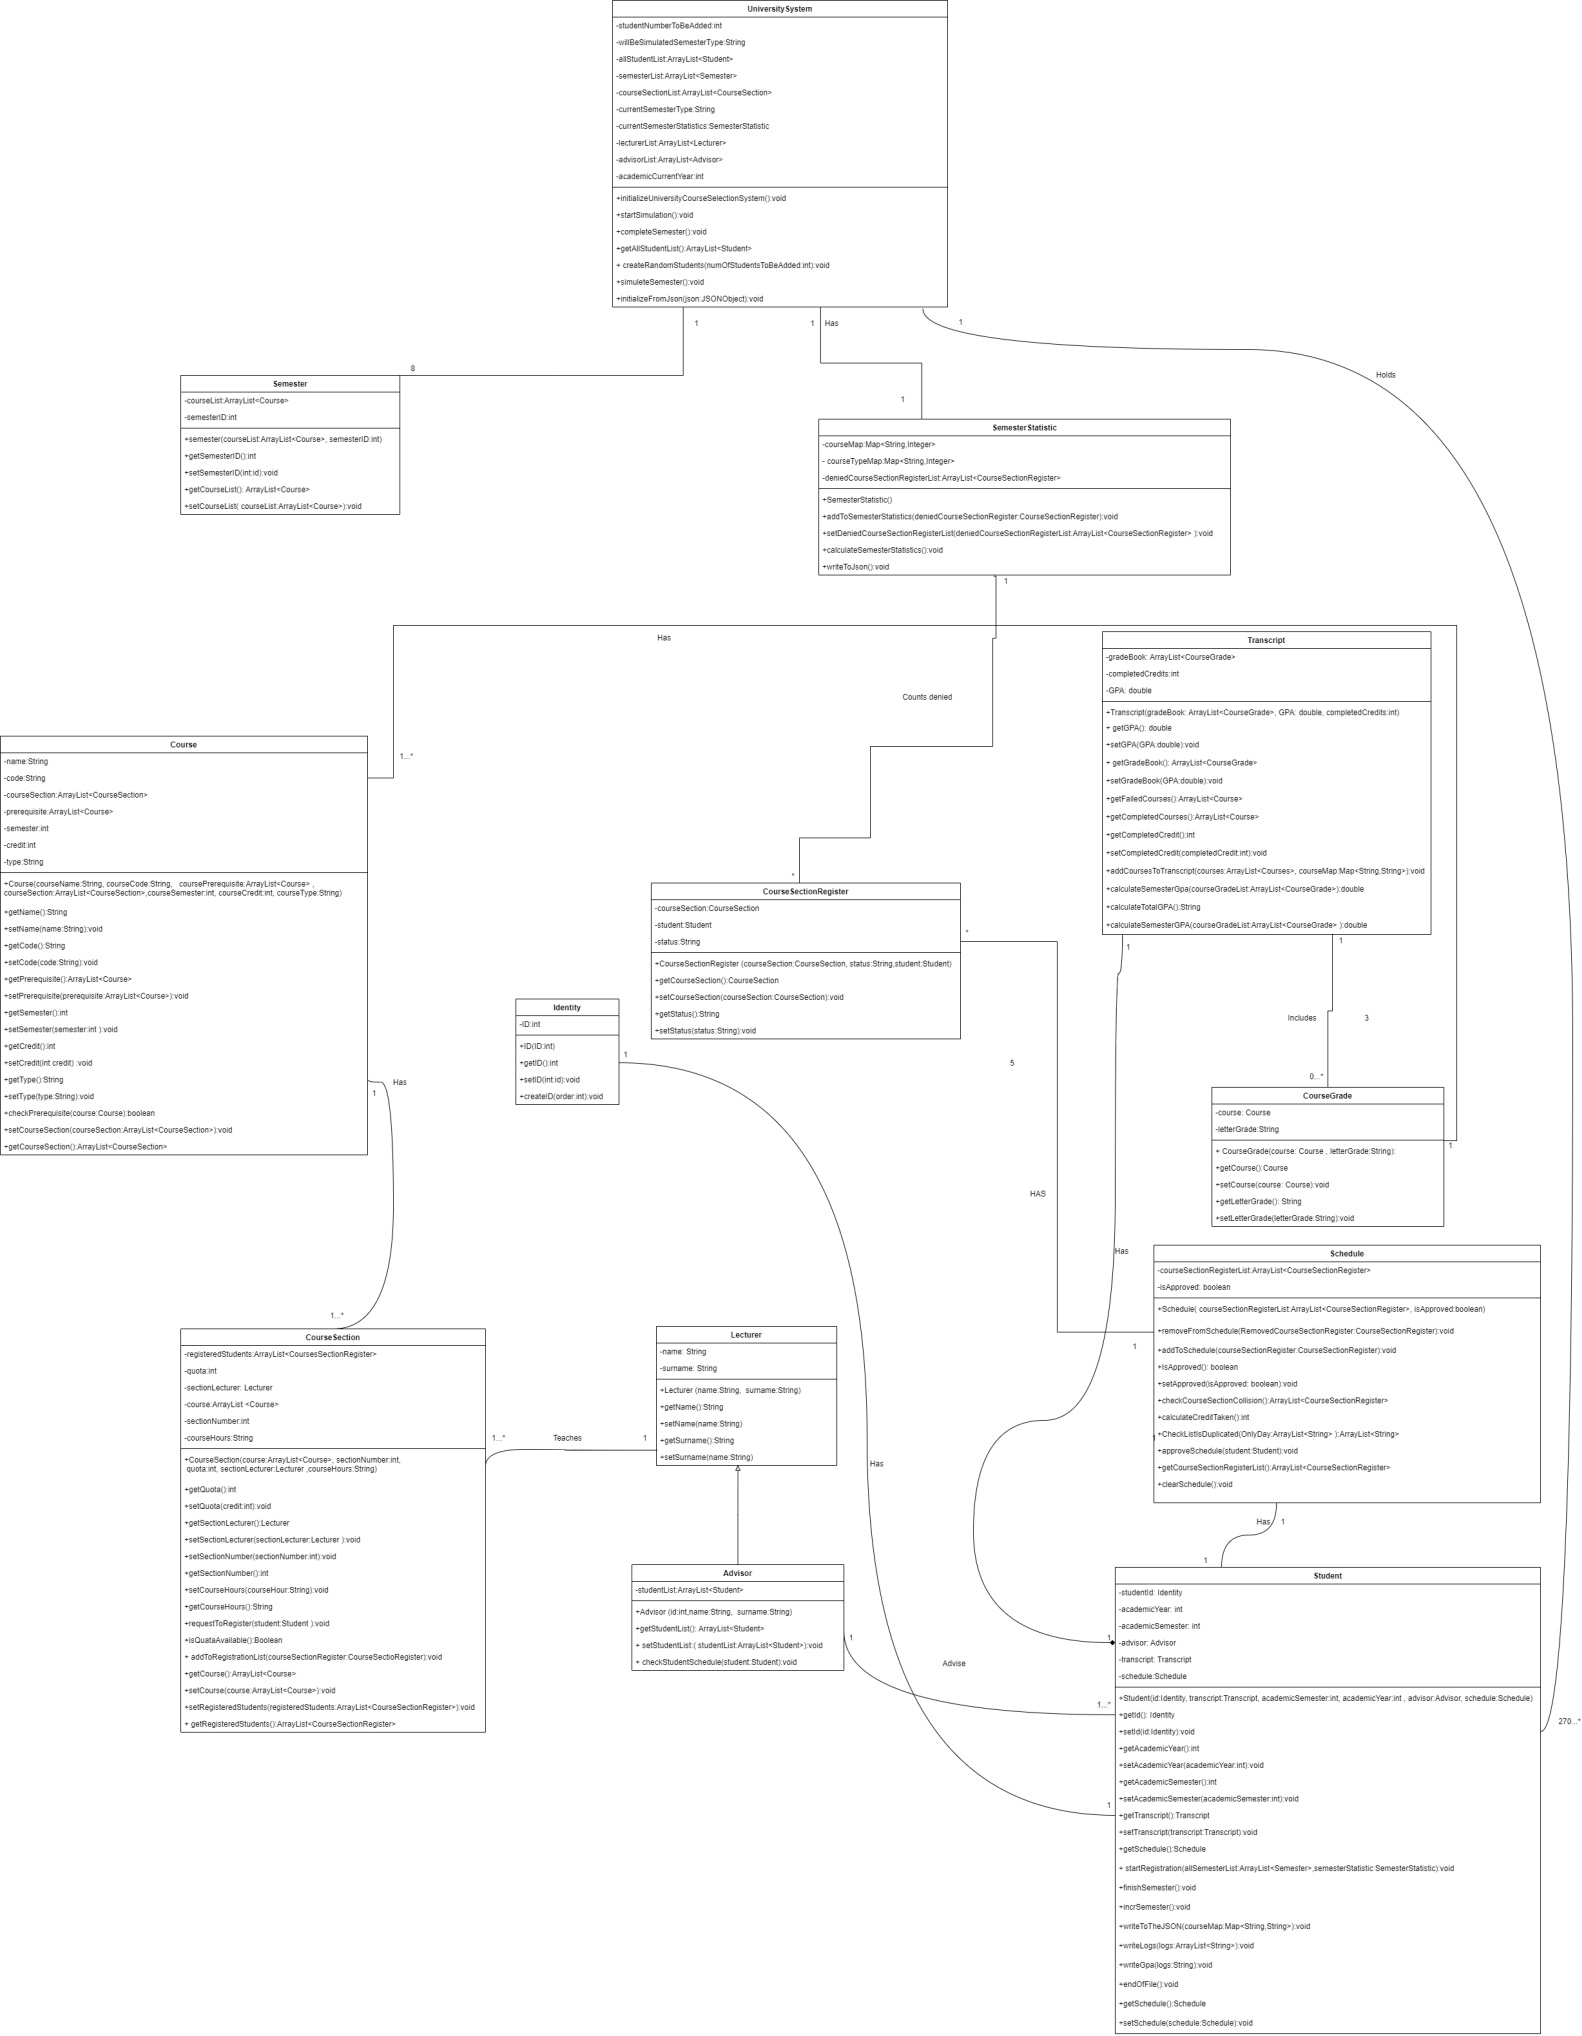 UniversitySystem
-studentNumberToBeAdded:int
-willBeSimulatedSemesterType:String
-allStudentList:ArrayList<Student>
-semesterList:ArrayList<Semester>
-courseSectionList:ArrayList<CourseSection>
-currentSemesterType:String
-currentSemesterStatistics:SemesterStatistic
-lecturerList:ArrayList<Lecturer>
-advisorList:ArrayList<Advisor>
-academicCurrentYear:int
+initializeUniversityCourseSelectionSystem():void
+startSimulation():void
+completeSemester():void
+getAllStudentList():ArrayList<Student>
+ createRandomStudents(numOfStudentsToBeAdded:int):void
+simuleteSemester():void
+initializeFromJson(json:JSONObject):void
1
1
Has
1
Holds
8
1
Semester
-courseList:ArrayList<Course>
-semesterID:int
+semester(courseList:ArrayList<Course>, semesterID:int)
+getSemesterID():int
+setSemesterID(int:id):void
+getCourseList(): ArrayList<Course>
+setCourseList( courseList:ArrayList<Course>):void
SemesterStatistic
-courseMap:Map<String,Integer>
- courseTypeMap:Map<String,Integer>
-deniedCourseSectionRegisterList:ArrayList<CourseSectionRegister>
+SemesterStatistic()
+addToSemesterStatistics(deniedCourseSectionRegister:CourseSectionRegister):void
+setDeniedCourseSectionRegisterList(deniedCourseSectionRegisterList:ArrayList<CourseSectionRegister> ):void
+calculateSemesterStatistics():void
+writeToJson():void
1
Has
Counts denied
1...*
*
Transcript
-gradeBook: ArrayList<CourseGrade>
-completedCredits:int
-GPA: double
+Transcript(gradeBook: ArrayList<CourseGrade>, GPA: double, completedCredits:int)
+ getGPA(): double
+setGPA(GPA:double):void
+ getGradeBook(): ArrayList<CourseGrade>
+setGradeBook(GPA:double):void
+getFailedCourses():ArrayList<Course>
+getCompletedCourses():ArrayList<Course>
+getCompletedCredit():int
+setCompletedCredit(completedCredit:int):void
+addCoursesToTranscript(courses:ArrayList<Courses>, courseMap:Map<String,String>):void
+calculateSemesterGpa(courseGradeList:ArrayList<CourseGrade>):double
+calculateTotalGPA():String
+calculateSemesterGPA(courseGradeList:ArrayList<CourseGrade> ):double
1
1
Course
-name:String
-code:String
-courseSection:ArrayList<CourseSection>
-prerequisite:ArrayList<Course>
-semester:int
-credit:int
-type:String
+Course(courseName:String, courseCode:String, coursePrerequisite:ArrayList<Course> ,
courseSection:ArrayList<CourseSection>,courseSemester:int, courseCredit:int, courseType:String)
+getName():String
+setName(name:String):void
+getCode():String
+setCode(code:String):void
+getPrerequisite():ArrayList<Course>
+setPrerequisite(prerequisite:ArrayList<Course>):void
+getSemester():int
+setSemester(semester:int ):void
+getCredit():int
+setCredit(int credit) :void
+getType():String
+setType(type:String):void
+checkPrerequisite(course:Course):boolean
+setCourseSection(courseSection:ArrayList<CourseSection>):void
+getCourseSection():ArrayList<CourseSection>
Has
1
CourseSectionRegister
-courseSection:CourseSection
-student:Student
-status:String
+CourseSectionRegister (courseSection:CourseSection, status:String,student:Student)
+getCourseSection():CourseSection
+setCourseSection(courseSection:CourseSection):void
+getStatus():String
+setStatus(status:String):void
*
Identity
-ID:int
+ID(ID:int)
+getID():int
+setID(int:id):void
+createID(order:int):void
1
5
HAS
Includes
3
0...*
CourseGrade
-course: Course
-letterGrade:String
+ CourseGrade(course: Course , letterGrade:String):
+getCourse():Course
+setCourse(course: Course):void
+getLetterGrade(): String
+setLetterGrade(letterGrade:String):void
1
Has
Schedule
-courseSectionRegisterList:ArrayList<CourseSectionRegister>
-isApproved: boolean
+Schedule( courseSectionRegisterList:ArrayList<CourseSectionRegister>, isApproved:boolean)
+removeFromSchedule(RemovedCourseSectionRegister:CourseSectionRegister):void
+addToSchedule(courseSectionRegister:CourseSectionRegister):void
+IsApproved(): boolean
+setApproved(isApproved: boolean):void
+checkCourseSectionCollision():ArrayList<CourseSectionRegister>
+calculateCreditTaken():int
+CheckListIsDuplicated(OnlyDay:ArrayList<String> ):ArrayList<String>
+approveSchedule(student:Student):void
+getCourseSectionRegisterList():ArrayList<CourseSectionRegister>
+clearSchedule():void
1
1
1...*
CourseSection
-registeredStudents:ArrayList<CoursesSectionRegister>
-quota:int
-sectionLecturer: Lecturer
-course:ArrayList <Course>
-sectionNumber:int
-courseHours:String
+CourseSection(course:ArrayList<Course>, sectionNumber:int,
quota:int, sectionLecturer:Lecturer ,courseHours:String)
+getQuota():int
+setQuota(credit:int):void
+getSectionLecturer():Lecturer
+setSectionLecturer(sectionLecturer:Lecturer ):void
+setSectionNumber(sectionNumber:int):void
+getSectionNumber():int
+setCourseHours(courseHour:String):void
+getCourseHours():String
+requestToRegister(student:Student ):void
+isQuataAvailable():Boolean
+ addToRegistrationList(courseSectionRegister:CourseSectioRegister):void
+getCourse():ArrayList<Course>
+setCourse(course:ArrayList<Course>):void
+setRegisteredStudents(registeredStudents:ArrayList<CourseSectionRegister>):void
+ getRegisteredStudents():ArrayList<CourseSectionRegister>
1...*
Teaches
1
Lecturer
-name: String
-surname: String
+Lecturer (name:String, surname:String)
+getName():String
+setName(name:String)
+getSurname():String
+setSurname(name:String)
Has
Advisor
-studentList:ArrayList<Student>
+Advisor (id:int,name:String, surname:String)
+getStudentList(): ArrayList<Student>
+ setStudentList:( studentList:ArrayList<Student>):void
+ checkStudentSchedule(student:Student):void
1
Advise
1...*
1
1
Has
1
1
Student
-studentId: Identity
-academicYear: int
-academicSemester: int
-advisor: Advisor
-transcript: Transcript
-schedule:Schedule
+Student(id:Identity, transcript:Transcript, academicSemester:int, academicYear:int , advisor:Advisor, schedule:Schedule)
+getId(): Identity
+setId(id:Identity):void
+getAcademicYear():int
+setAcademicYear(academicYear:int):void
+getAcademicSemester():int
+setAcademicSemester(academicSemester:int):void
+getTranscript():Transcript
+setTranscript(transcript:Transcript):void
+getSchedule():Schedule
+ startRegistration(allSemesterList:ArrayList<Semester>,semesterStatistic:SemesterStatistic):void
+finishSemester():void
+incrSemester():void
+writeToTheJSON(courseMap:Map<String,String>):void
+writeLogs(logs:ArrayList<String>):void
+writeGpa(logs:String):void
+endOfFile():void
+getSchedule():Schedule
+setSchedule(schedule:Schedule):void
270...*